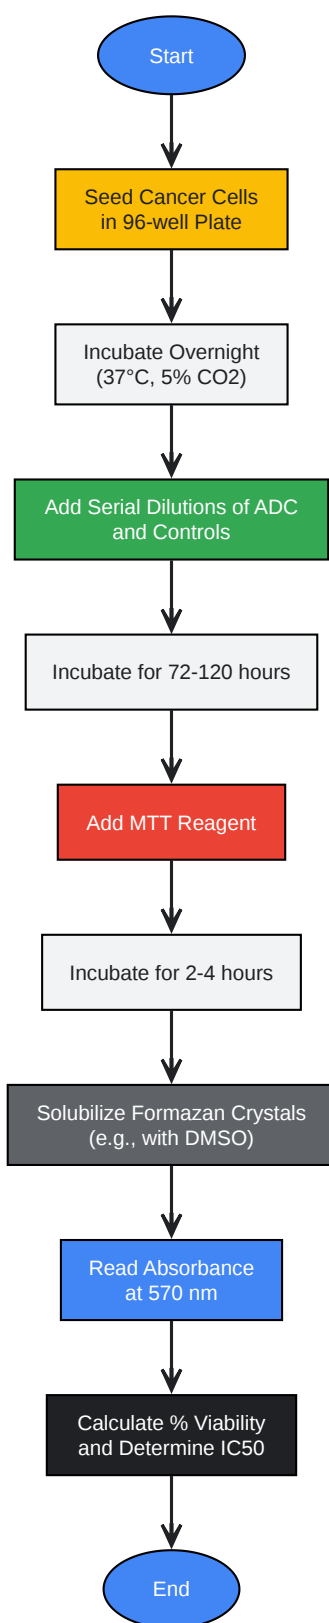 Start
Seed Cancer Cells
in 96-well Plate
Incubate Overnight
(37°C, 5% CO2)
Add Serial Dilutions of ADC
and Controls
Incubate for 72-120 hours
Add MTT Reagent
Incubate for 2-4 hours
Solubilize Formazan Crystals
(e.g., with DMSO)
Read Absorbance
at 570 nm
Calculate % Viability
and Determine IC50
End